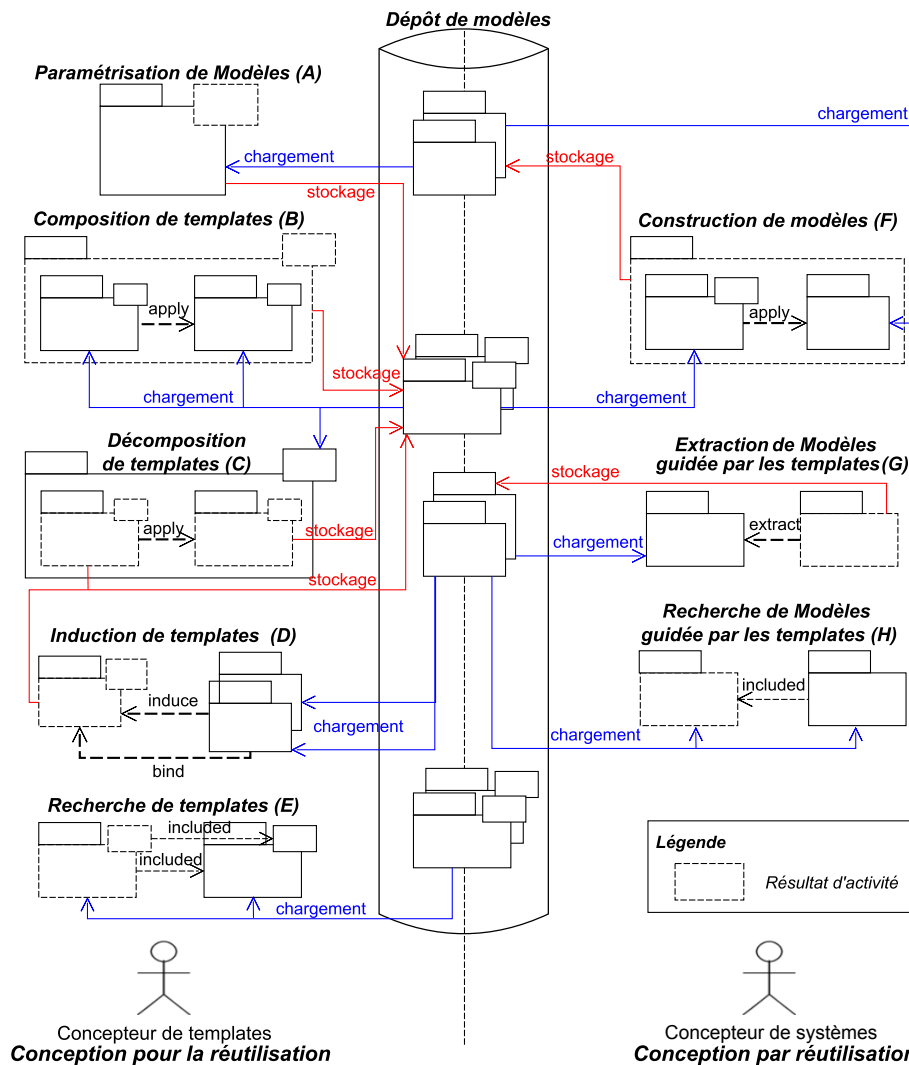 Dépôt de modèles
Paramétrisation de Modèles (A)
chargement
chargement
stockage
stockage
Composition de templates (B)
Construction de modèles (F)
apply
apply
stockage
chargement
chargement
Décomposition
de templates (C)
Extraction de Modèles
guidée par les templates (G)
stockage
apply
stockage
extract
chargement
stockage
Induction de templates (D)
Recherche de Modèles
guidée par les templates (H)
induce
included
chargement
chargement
bind
Recherche de templates (E)
included
included
chargement
Légende
Résultat d'activité
Concepteur de templates
Conception pour la réutilisation
Concepteur de systèmes
Conception par réutilisation